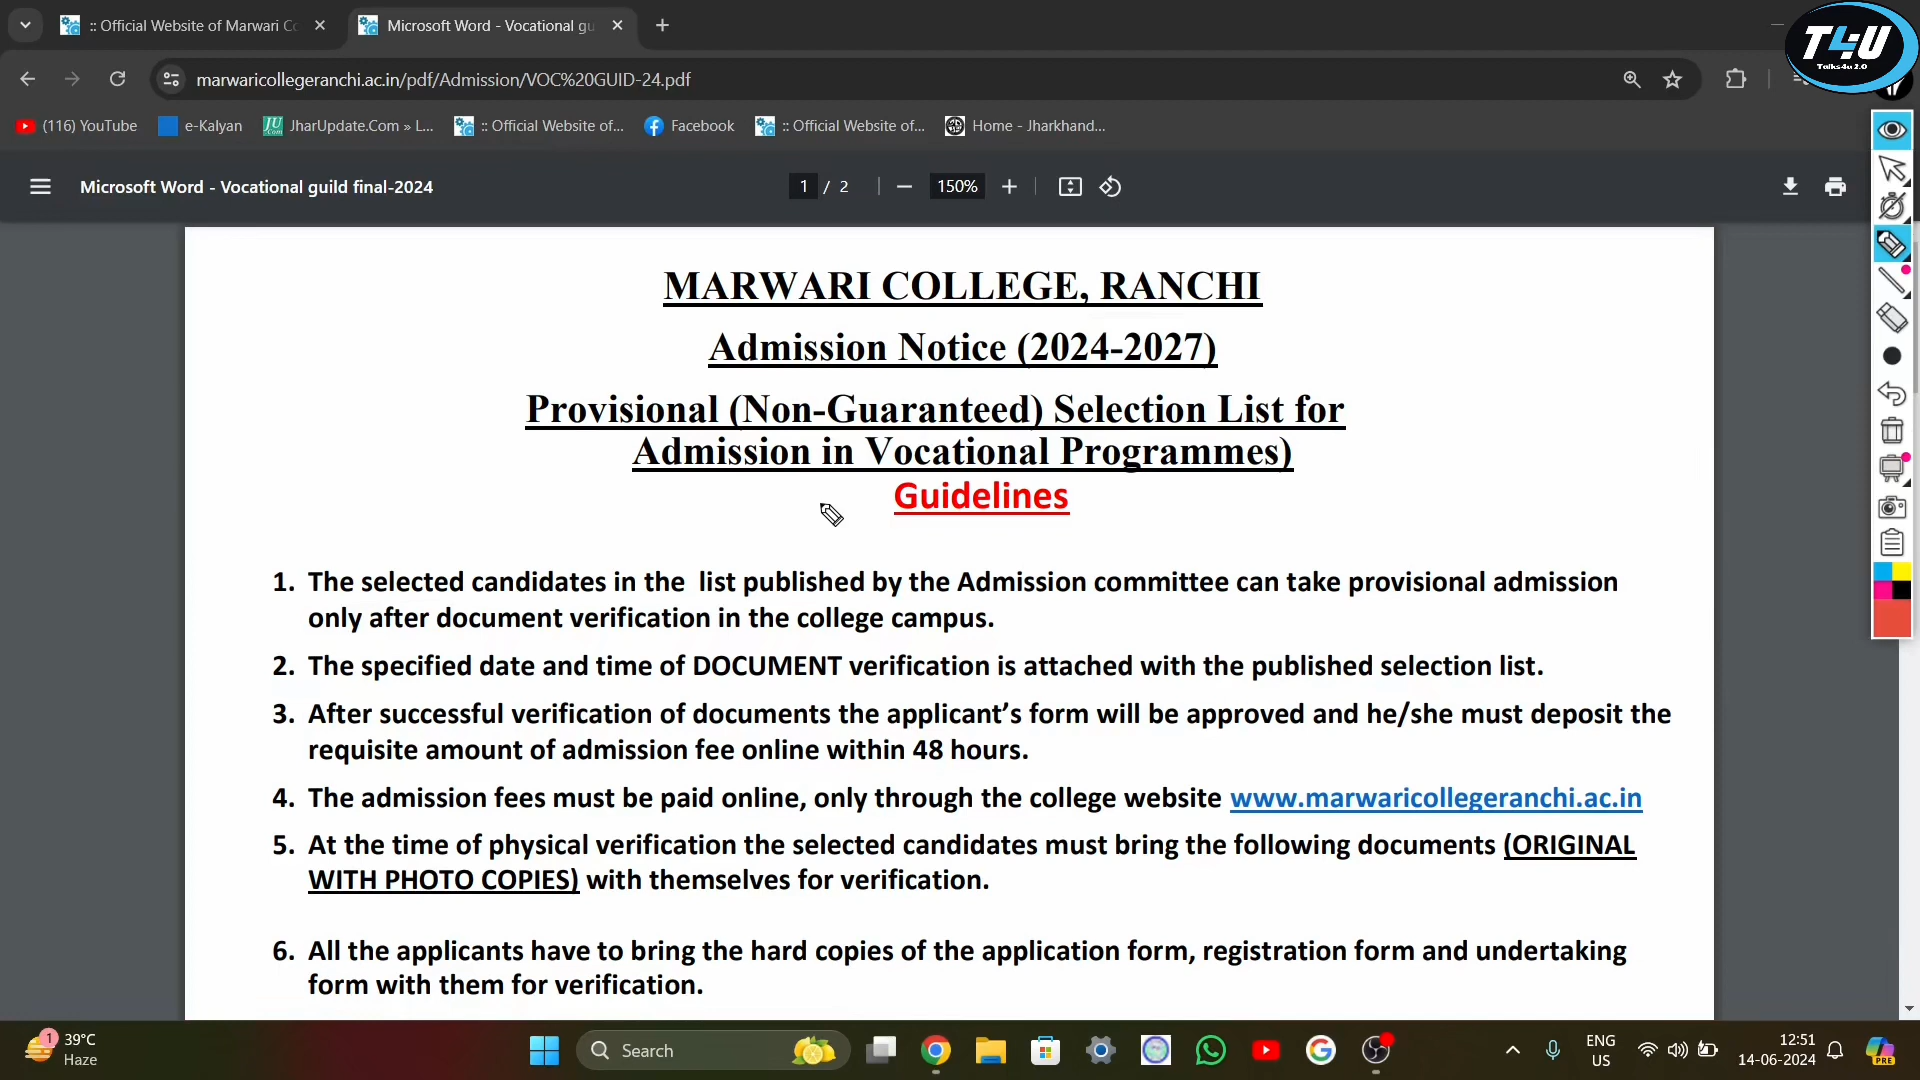 :: Official Website of Marwari Co
Microsoft Word - Vocational gu
T4U
Talks4u 2.0
marwaricollegeranchi.ac.in/pdf/Admission/VOC%20GUID-24.pdf
(116) YouTube
e-Kalyan
JU
.Com
JharUpdate.Com » L...
:: Official Website of...
Facebook
:: Official Website of...
Home - Jharkhand...
Microsoft Word - Vocational guild final-2024
1 / 2
150%
MARWARI COLLEGE, RANCHI
Admission Notice (2024-2027)
Provisional (Non-Guaranteed) Selection List for
Admission in Vocational Programmes)
Guidelines
1. The selected candidates in the list published by the Admission committee can take provisional admission
only after document verification in the college campus.
2. The specified date and time of DOCUMENT verification is attached with the published selection list.
3. After successful verification of documents the applicant’s form will be approved and he/she must deposit the
requisite amount of admission fee online within 48 hours.
4. The admission fees must be paid online, only through the college website www.marwaricollegeranchi.ac.in
5. At the time of physical verification the selected candidates must bring the following documents (ORIGINAL
WITH PHOTO COPIES) with themselves for verification.
6. All the applicants have to bring the hard copies of the application form, registration form and undertaking
form with them for verification.
1
39°C
Haze
Search
ENG
US
12:51
14-06-2024
PRE